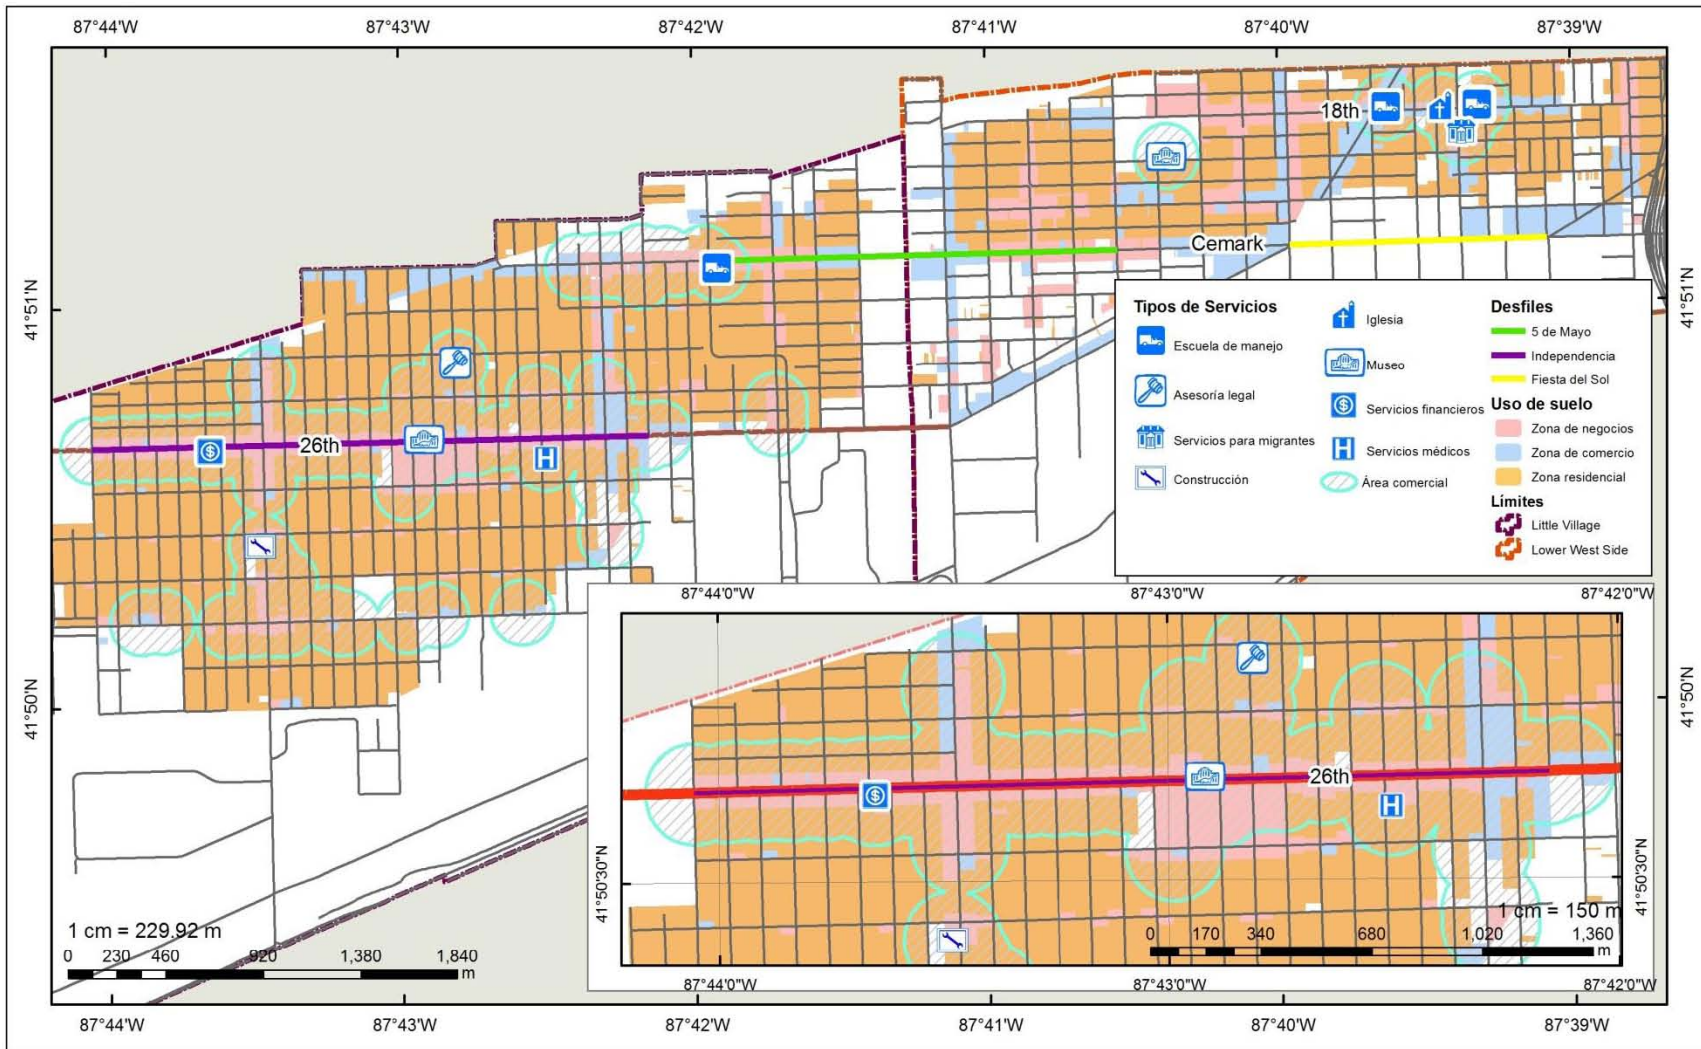 87°44'W 87°43'W 87°42'W 87°41'W 87°40'W 87°39'W
18th
Cemark
41°51'N
41°51'N
Tipos de Servicios
Escuela de manejo
Asesoría legal
Servicios para migrantes
Construcción
Iglesia
Museo
Servicios financieros
Servicios médicos
Área comercial
Desfiles
5 de Mayo
Independencia
Fiesta del Sol
Uso de suelo
Zona de negocios
Zona de comercio
Zona residencial
Límites
Little Village
Lower West Side
26th
41°50'N
41°50'N
87°44'0"W 87°43'0"W 87°42'0"W
26th
41°50'30"N
41°50'30"N
1 cm = 150 m
0 170 340 680 1,020 1,360
m
87°44'0"W 87°43'0"W 87°42'0"W
1 cm = 229.92 m
0 230 460 920 1,380 1,840
m
87°44'W 87°43'W 87°42'W 87°41'W 87°40'W 87°39'W